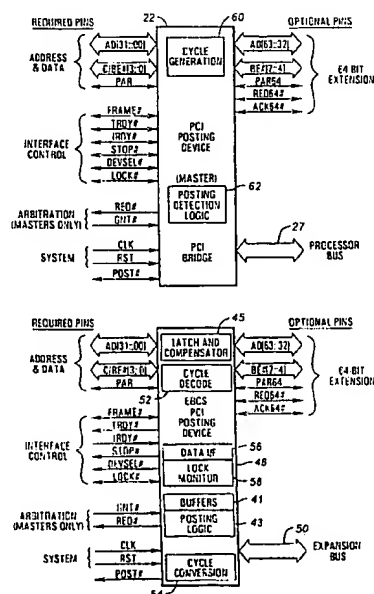 REQUIRED PINS
22
60
OPTIONAL PINS
AD[31::00]
CYCLE
GENERATION
AD[63::32]
ADDRESS
& DATA
C/BE#[3::0]
BE#[7::4]
64 BIT
EXTENSION
PAR
PAR64
REQ64#
ACK64#
FRAME#
TRDY#
PCI
POSTING
DEVICE
INTERFACE
CONTROL
IRDY#
STOP#
DEVSEL#
LOCK#
(MASTER)
62
POSTING
DETECTION
LOGIC
ARBITRATION
(MASTERS ONLY)
REQ#
GNT#
27
SYSTEM
CLK
RST
PCI
BRIDGE
PROCESSOR
BUS
POST#
REQUIRED PINS
45
OPTIONAL PINS
AD[31::00]
LATCH AND
COMPENSATOR
AD[63::32]
ADDRESS
& DATA
C/BE#[3::0]
CYCLE
DECODE
BE#[7::4]
64-BIT
EXTENSION
PAR
52
PAR64
REQ64#
ACK64#
EBCS
PCI
POSTING
DEVICE
FRAME#
TRDY#
INTERFACE
CONTROL
IRDY#
STOP#
DEVSEL#
LOCK#
DATA I/F
56
LOCK
MONITOR
46
58
BUFFERS
41
ARBITRATION
(MASTERS ONLY)
GNT#
REQ#
POSTING
LOGIC
43
50
SYSTEM
CLK
RST
POST#
CYCLE
CONVERSION
EXPANSION
BUS
54